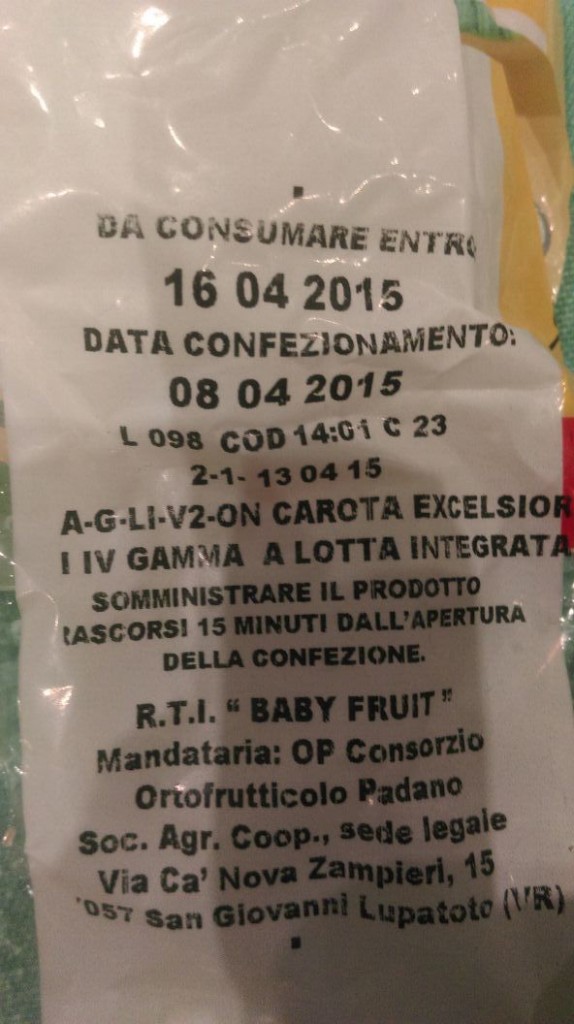 DA CONSUMARE ENTRO
16 04 2015
DATA CONFEZIONAMENTO:
08 04 2015
L 098 COD 14:01 C 23
2-1- 13 04 15
A-G-LI-V2-ON CAROTA EXCELSIOR
I IV GAMMA A LOTTA INTEGRATA
SOMMINISTRARE IL PRODOTTO
RASCORSI 15 MINUTI DALL'APERTURA
DELLA CONFEZIONE.
R.T.I. “ BABY FRUIT ”
Mandataria: OP Consorzio
Ortofrutticolo Padano
Soc. Agr. Coop., sede legale
Via Ca’ Nova Zampieri, 15
057 San Giovanni Lupatoto (VR)